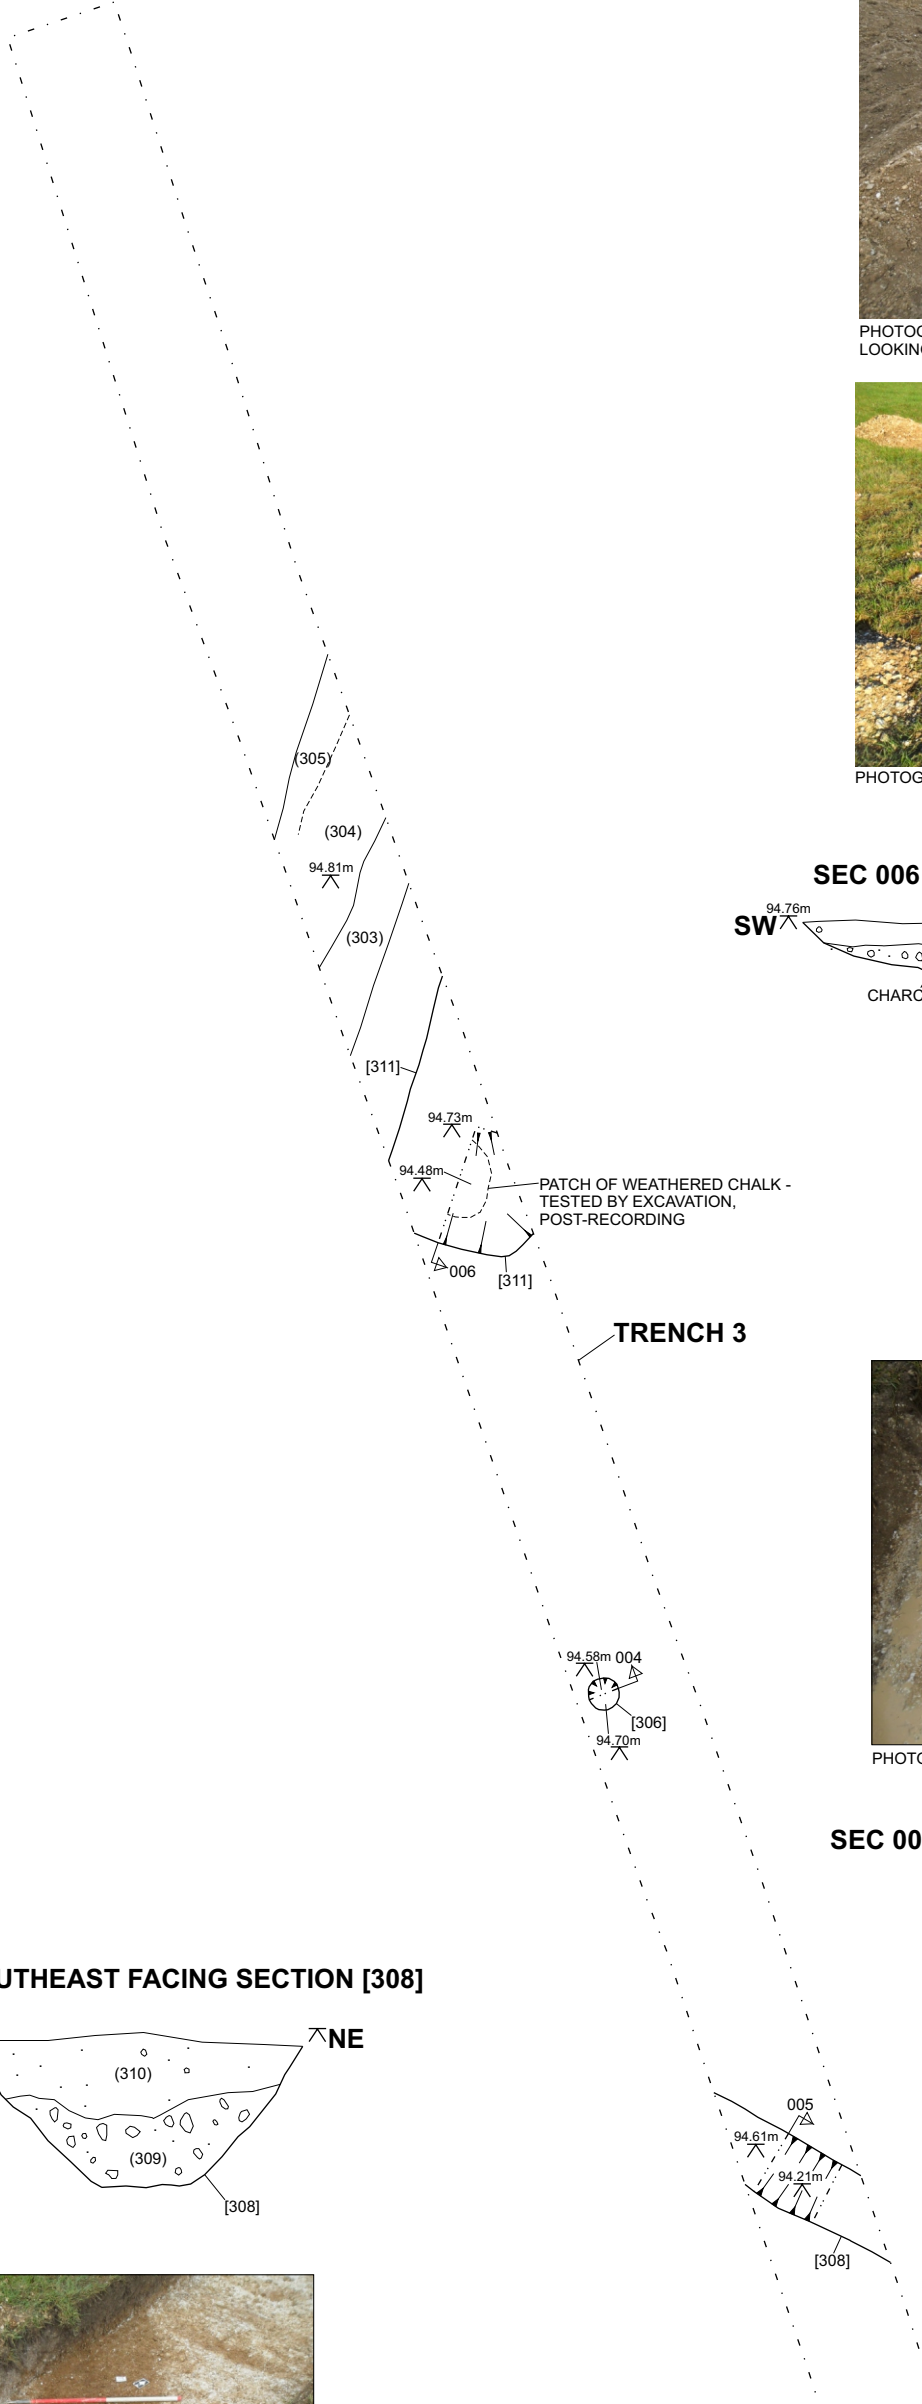 PHOTOG
LOOKING
(305)
(304)
94.81m
PHOTOG
SEC 006
94.76m
SW
(303)
CHARC
[311]
94.73m
94.48m
PATCH OF WEATHERED CHALK -
TESTED BY EXCAVATION,
POST-RECORDING
006
[311]
TRENCH 3
94.58m 004
[306]
94.70m
PHOTO
SEC 00
UTHEAST FACING SECTION [308]
NE
(310)
(309)
[308]
005
94.61m
94.21m
[308]